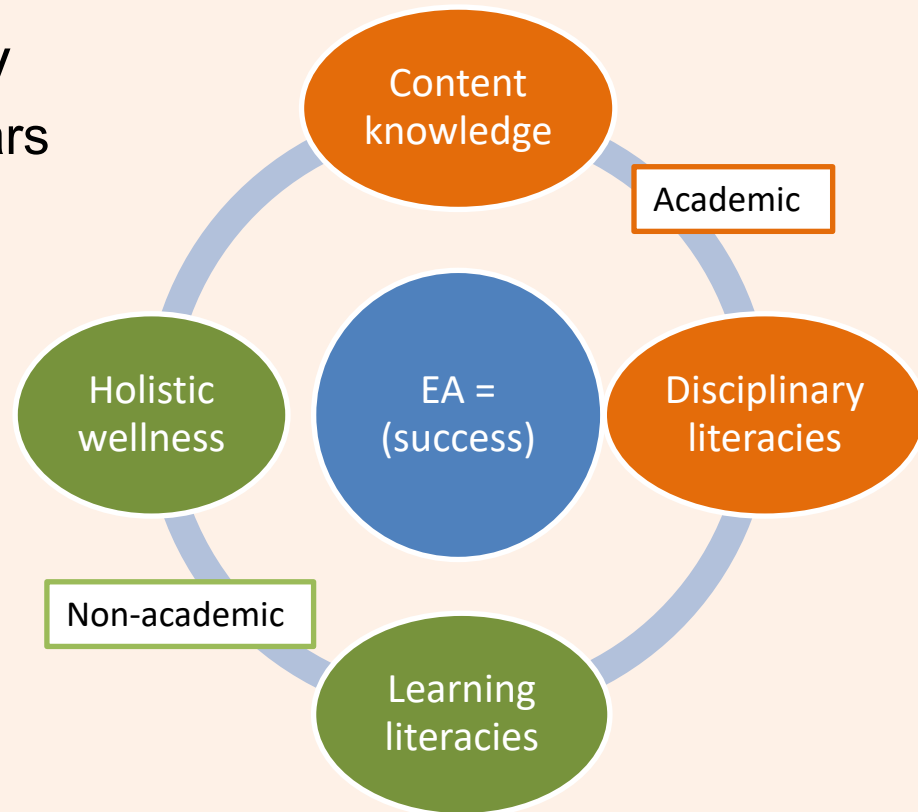 Content
knowledge
Academic
Holistic
wellness
EA =
(success)
Disciplinary
literacies
Non-academic
Learning
literacies